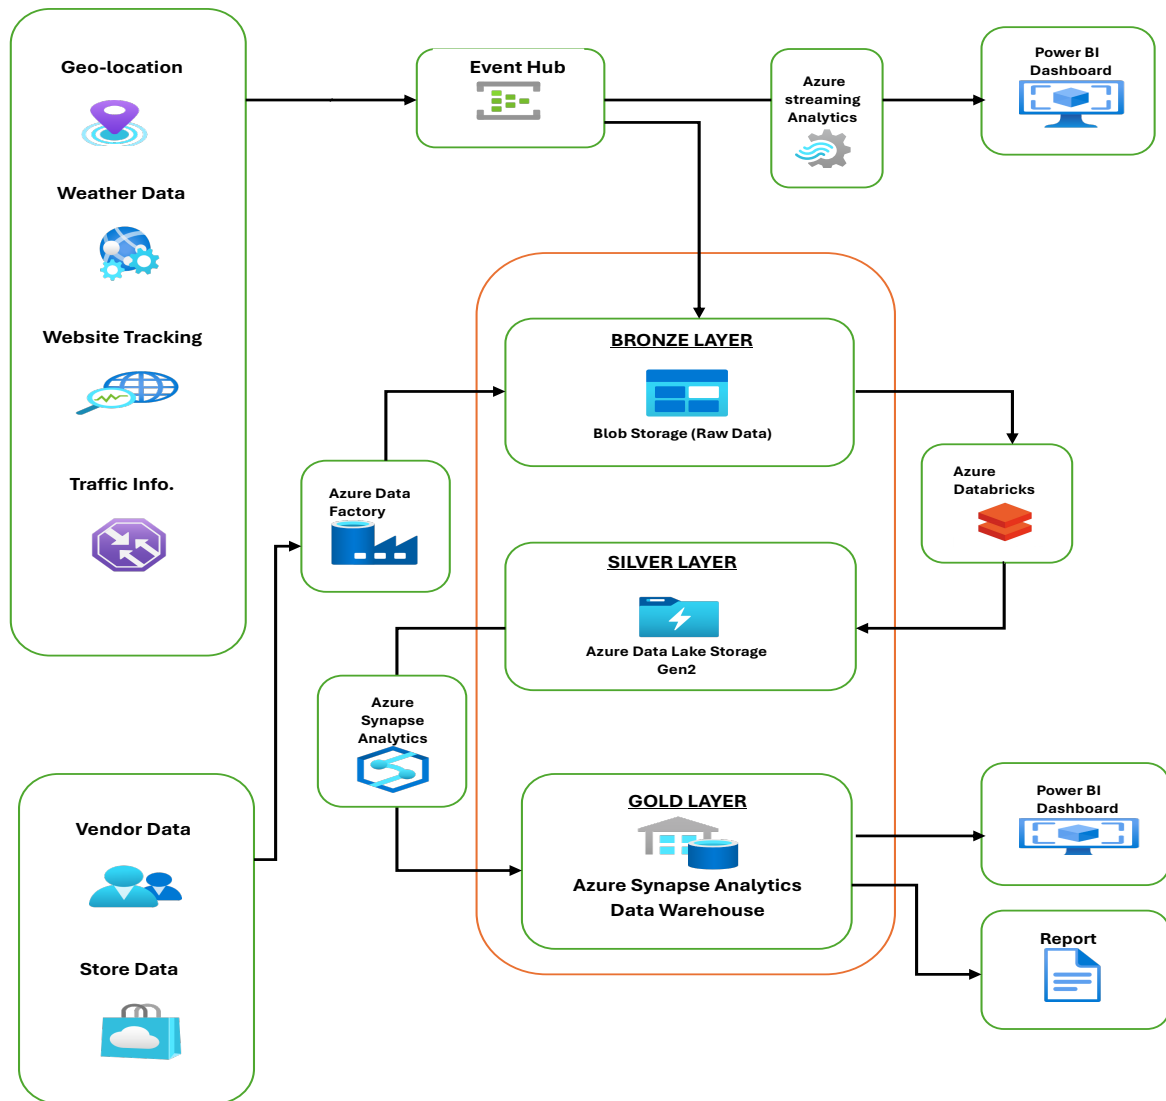 Geo-location
Weather Data
Website Tracking
Traffic Info.
Event Hub
Azure
streaming
Analytics
Power BI
Dashboard
BRONZE LAYER
Blob Storage (Raw Data)
Azure Data
Factory
Azure
Databricks
SILVER LAYER
Azure Data Lake Storage
Gen2
Azure
Synapse
Analytics
Vendor Data
Store Data
GOLD LAYER
Azure Synapse Analytics
Data Warehouse
Power BI
Dashboard
Report